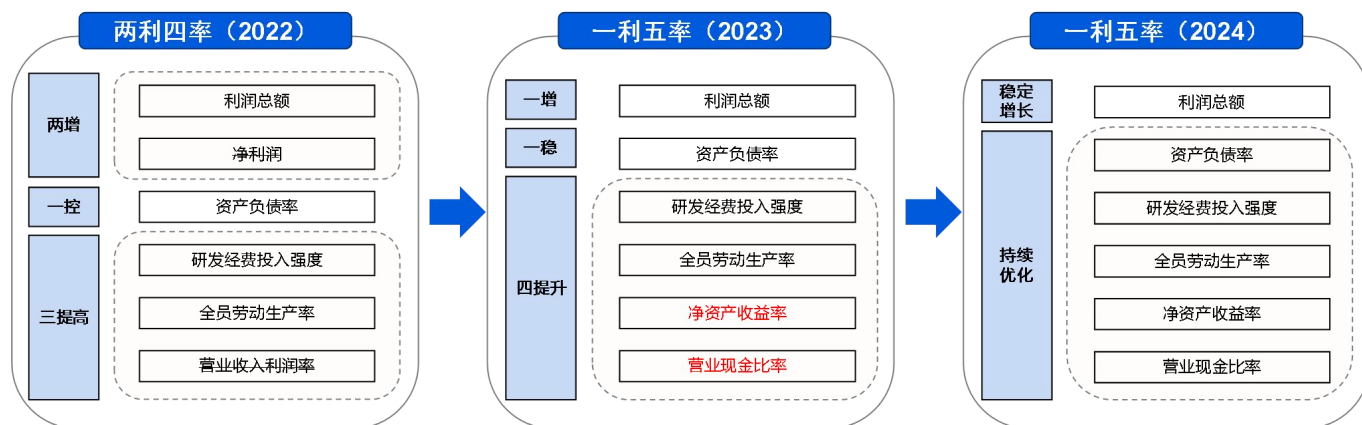 两利四率（2022）
两增
利润总额
净利润
一控
资产负债率
三提高
研发经费投入强度
全员劳动生产率
营业收入利润率
一利五率（2023）
一增
利润总额
一稳
资产负债率
四提升
研发经费投入强度
全员劳动生产率
净资产收益率
营业现金比率
一利五率（2024）
稳定
增长
利润总额
持续
优化
资产负债率
研发经费投入强度
全员劳动生产率
净资产收益率
营业现金比率